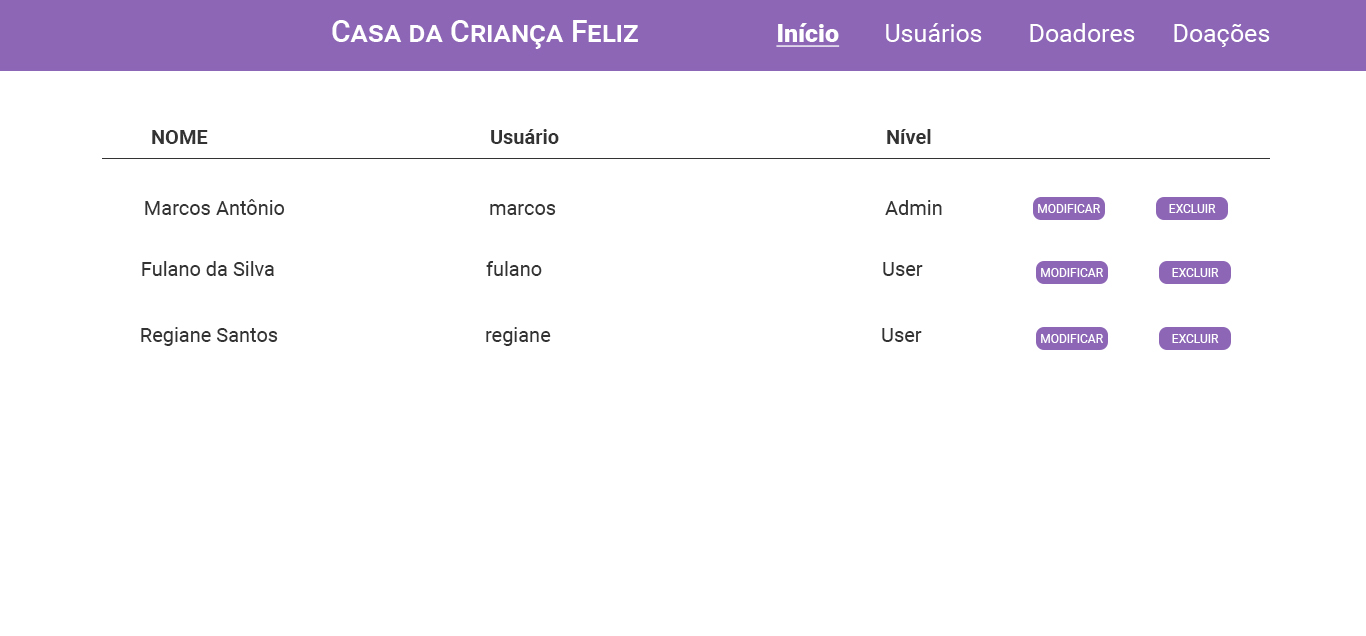 Casa da Criança Feliz Início Usuários Doadores Doações
NOME Usuário Nível
Marcos Antônio marcos Admin MODIFICAR EXCLUIR
Fulano da Silva fulano User MODIFICAR EXCLUIR
Regiane Santos regiane User MODIFICAR EXCLUIR